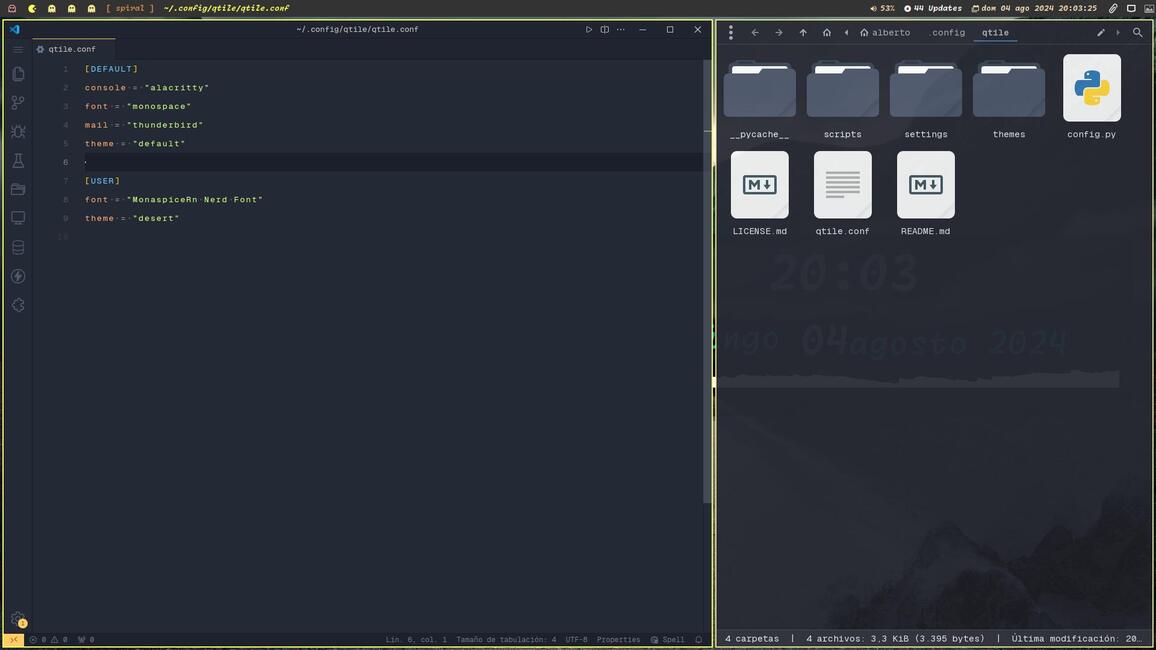 [ spiral ] ~/.config/qtile/qtile.conf
53% 44 Updates dom 04 ago 2024 20:03:25
~/.config/qtile/qtile.conf
qtile.conf
1 [DEFAULT]
2 console = "alacritty"
3 font = "monospace"
4 mail = "thunderbird"
5 theme = "default"
6
7 [USER]
8 font = "MonaspiceRn Nerd Font"
9 theme = "desert"
10
1
0 0 0 Lín. 6, col. 1 Tamaño de tabulación: 4 UTF-8 Properties Spell
alberto .config qtile
__pycache__ scripts settings themes config.py
LICENSE.md qtile.conf README.md
20:03
ngo 04 agosto 2024
4 carpetas | 4 archivos: 3,3 KiB (3.395 bytes) | Última modificación: 20…